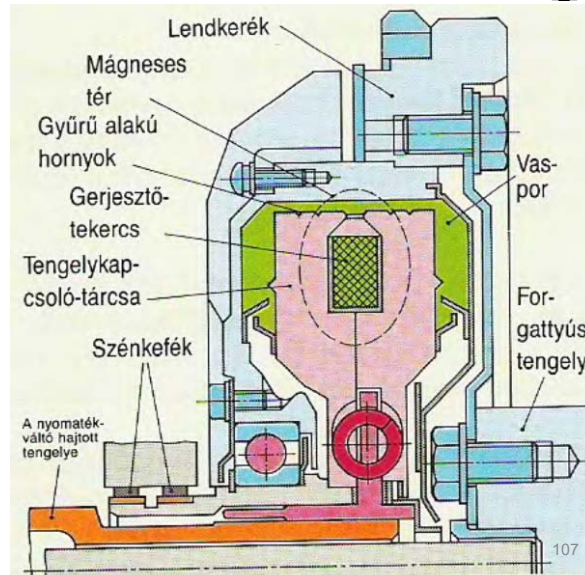 Lendkerék
Mágneses
tér
Gyűrű alakú
hornyok
Gerjesztő-
tekercs
Tengelykap-
csoló-tárcsa
Szénkefék
A nyomaték-
váltó hajtott
tengelye
Vas-
por
For-
gattyús
tengely
107